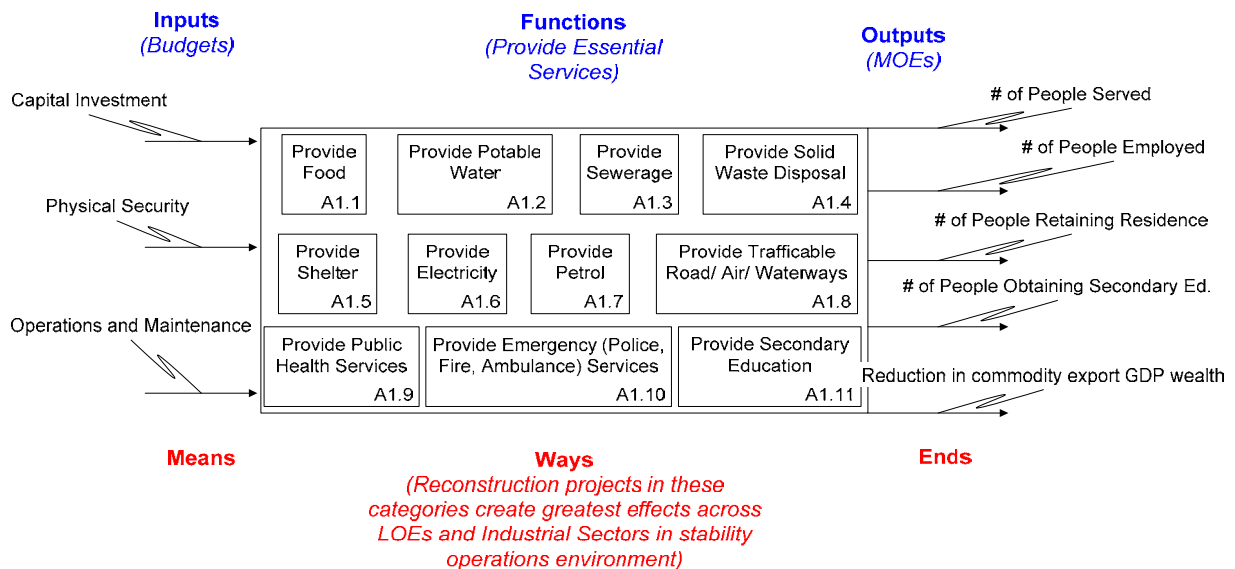 Inputs
(Budgets)
Functions
(Provide Essential
Services)
Outputs
(MOEs)
Capital Investment
Physical Security
Operations and Maintenance
Provide
Food
A1.1
Provide Potable
Water
A1.2
Provide
Sewerage
A1.3
Provide Solid
Waste Disposal
A1.4
Provide
Shelter
A1.5
Provide
Electricity
A1.6
Provide
Petrol
A1.7
Provide Trafficable
Road/ Air/ Waterways
A1.8
Provide Public
Health Services
A1.9
Provide Emergency (Police,
Fire, Ambulance) Services
A1.10
Provide Secondary
Education
A1.11
# of People Served
# of People Employed
# of People Retaining Residence
# of People Obtaining Secondary Ed.
Reduction in commodity export GDP wealth
Means
Ways
(Reconstruction projects in these
categories create greatest effects across
LOEs and Industrial Sectors in stability
operations environment)
Ends